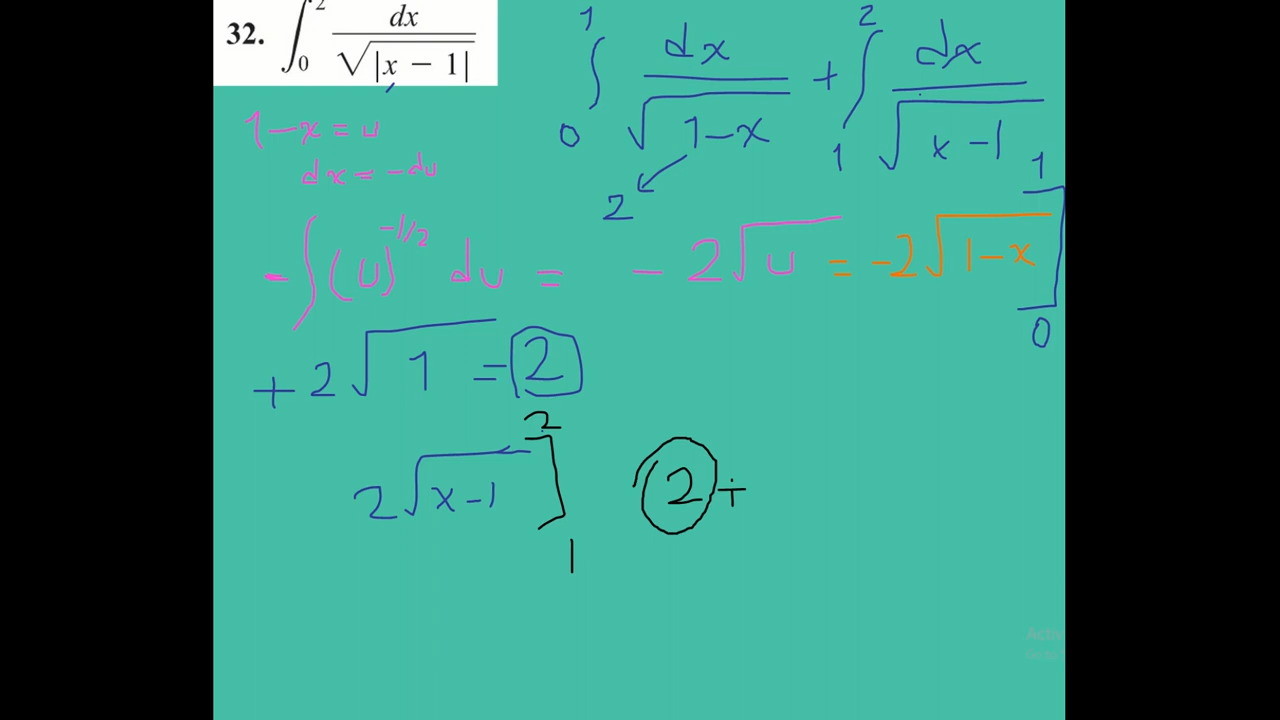 32. ∫₀² dx / √|x − 1|
∫₀¹ dx / √(1−x) + ∫₁² dx / √(x−1)
2
1−x = u
dx = −du
−∫(u)^(−1/2) du = −2√u = −2√(1−x) ]₀¹
+2√1 = 2
2√(x−1) ]₁² 2 +